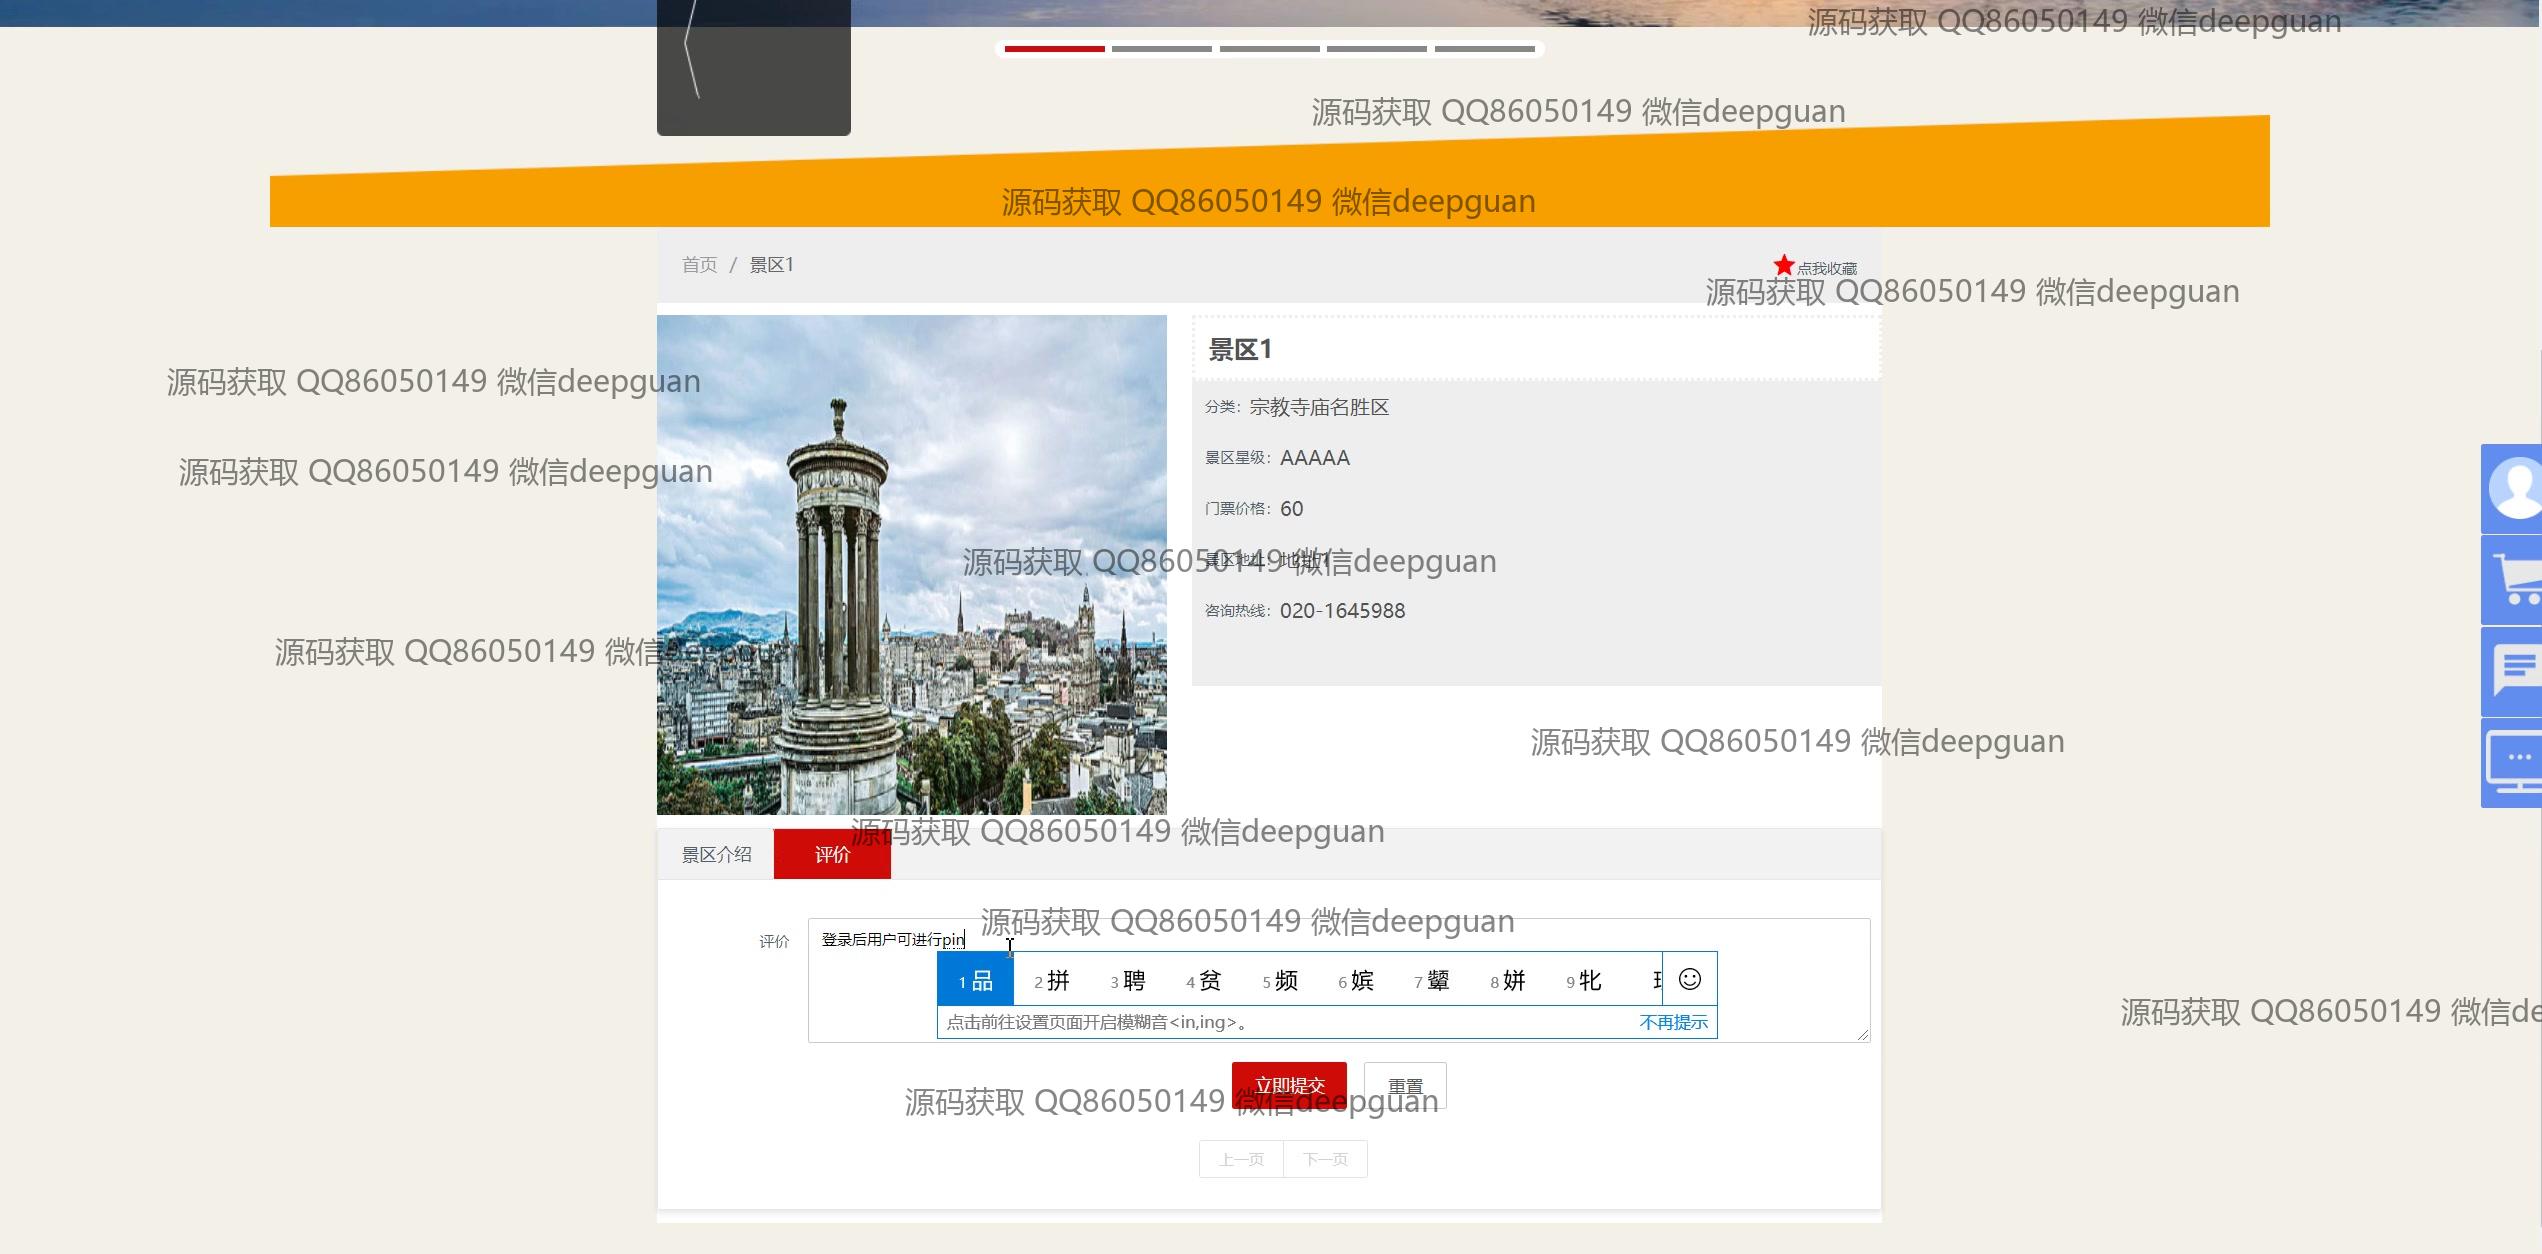 源码获取 QQ86050149 微信deepguan
源码获取 QQ86050149 微信deepguan
源码获取 QQ86050149 微信deepguan
首页 / 景区1
点我收藏
源码获取 QQ86050149 微信deepguan
景区1
源码获取 QQ86050149 微信deepguan
分类：宗教寺庙名胜区
景区星级：AAAAA
源码获取 QQ86050149 微信deepguan
门票价格：60
景区地址：地址1
源码获取 QQ86050149 微信deepguan
咨询热线：020-1645988
源码获取 QQ86050149 微信deepguan
源码获取 QQ86050149 微信deepguan
源码获取 QQ86050149 微信deepguan
景区介绍 评价
源码获取 QQ86050149 微信deepguan
评价 登录后用户可进行pin
1 品 2 拼 3 聘 4 贫 5 频 6 嫔 7 颦 8 姘 9 牝
点击前往设置页面开启模糊音<in,ing>。 不再提示
源码获取 QQ86050149 微信de
立即提交 重置
源码获取 QQ86050149 微信deepguan
上一页 下一页